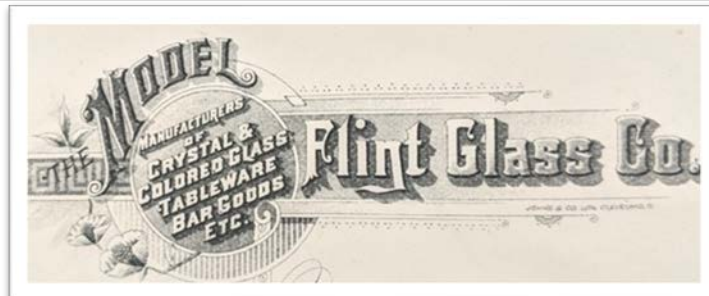 THE MODEL
MANUFACTURERS
OF
CRYSTAL &
COLORED GLASS
TABLEWARE
BAR GOODS
ETC.
Flint Glass Co.